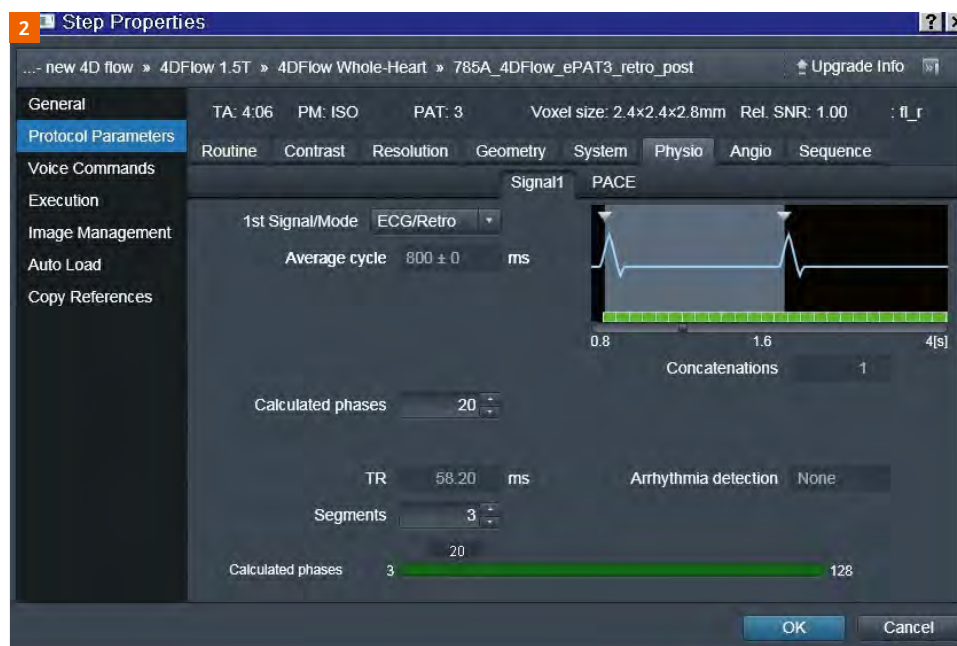 2
Step Properties
...- new 4D flow » 4DFlow 1.5T » 4DFlow Whole-Heart » 785A_4DFlow_ePAT3_retro_post Upgrade Info
General
Protocol Parameters
Voice Commands
Execution
Image Management
Auto Load
Copy References
TA: 4:06 PM: ISO PAT: 3 Voxel size: 2.4×2.4×2.8mm Rel. SNR: 1.00 : fl_r
Routine Contrast Resolution Geometry System Physio Angio Sequence
Signal1 PACE
1st Signal/Mode ECG/Retro
Average cycle 800 ± 0 ms
0.8 1.6 4[s]
Concatenations 1
Calculated phases 20
TR 58.20 ms Arrhythmia detection None
Segments 3
20
Calculated phases 3 128
OK Cancel